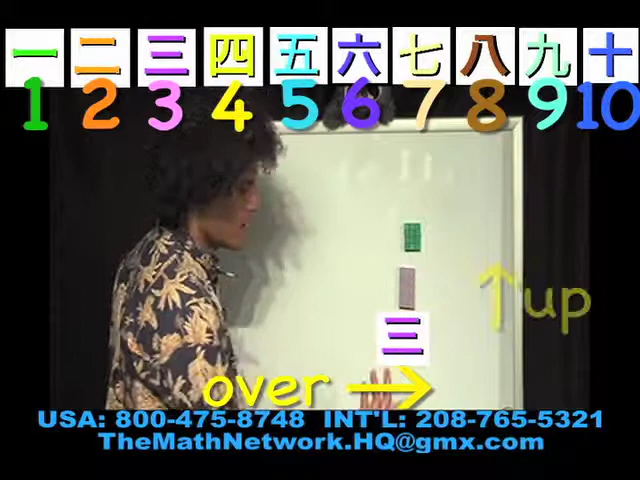 一 二 三 四 五 六 七 八 九 十
1 2 3 4 5 6 7 8 9 10
↑up
三
over →
USA: 800-475-8748 INT'L: 208-765-5321
TheMathNetwork.HQ@gmx.com